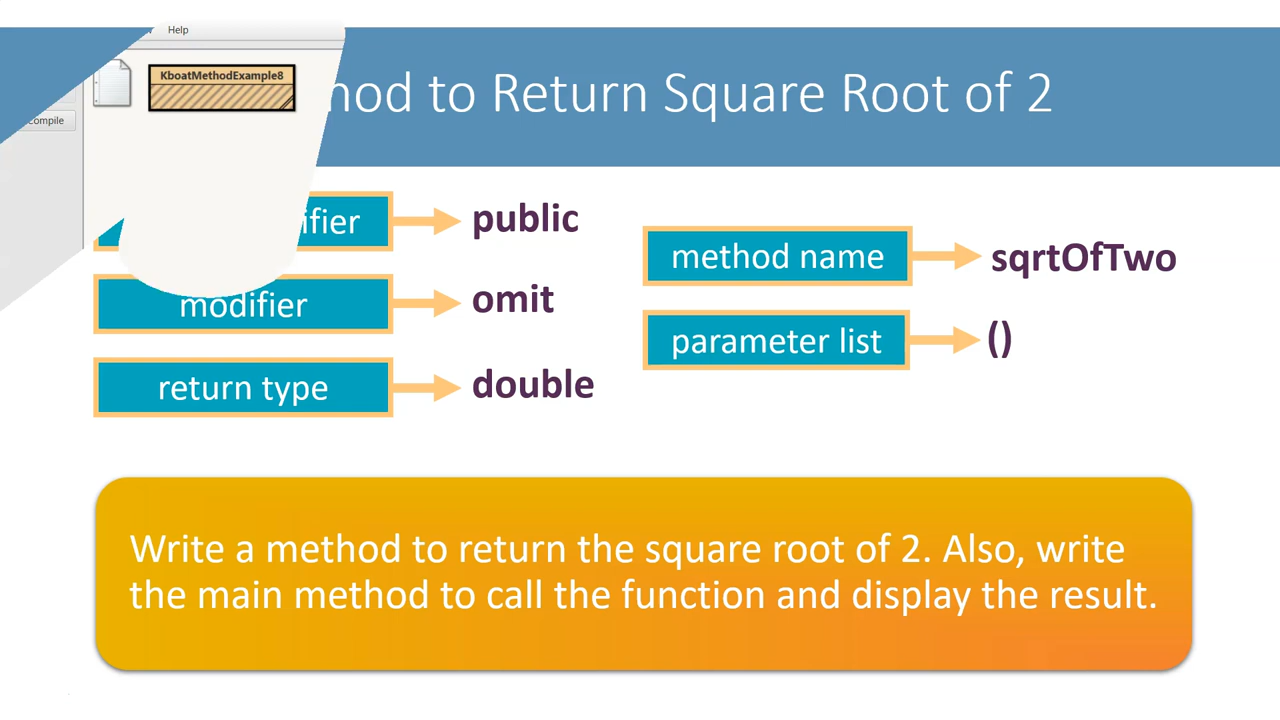 Help
KboatMethodExample8
Compile
hod to Return Square Root of 2
ifier
public
modifier
omit
return type
double
method name
sqrtOfTwo
parameter list
()
Write a method to return the square root of 2. Also, write
the main method to call the function and display the result.